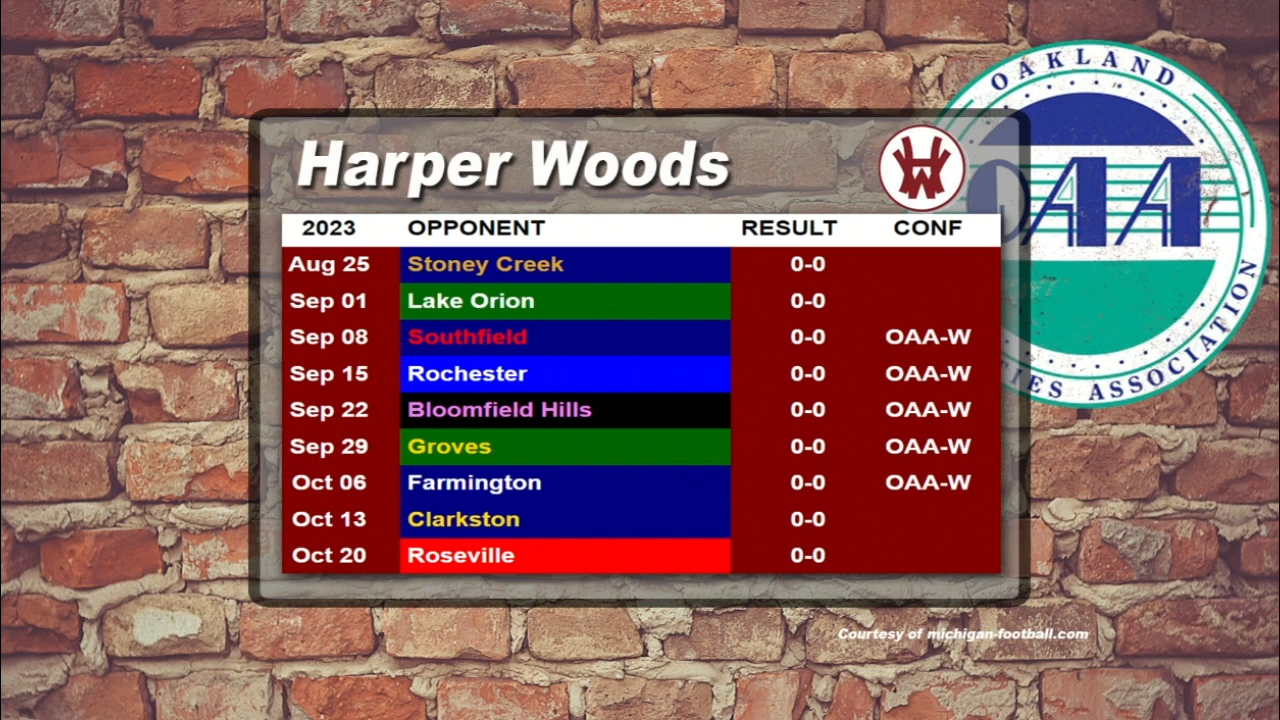 OAKLAND
Harper Woods
HW
OAA
2023 OPPONENT RESULT CONF
Aug 25 Stoney Creek 0-0
Sep 01 Lake Orion 0-0
Sep 08 Southfield 0-0 OAA-W
Sep 15 Rochester 0-0 OAA-W
Sep 22 Bloomfield Hills 0-0 OAA-W
Sep 29 Groves 0-0 OAA-W
Oct 06 Farmington 0-0 OAA-W
Oct 13 Clarkston 0-0
Oct 20 Roseville 0-0
IES ASSOCIATION
Courtesy of michigan-football.com